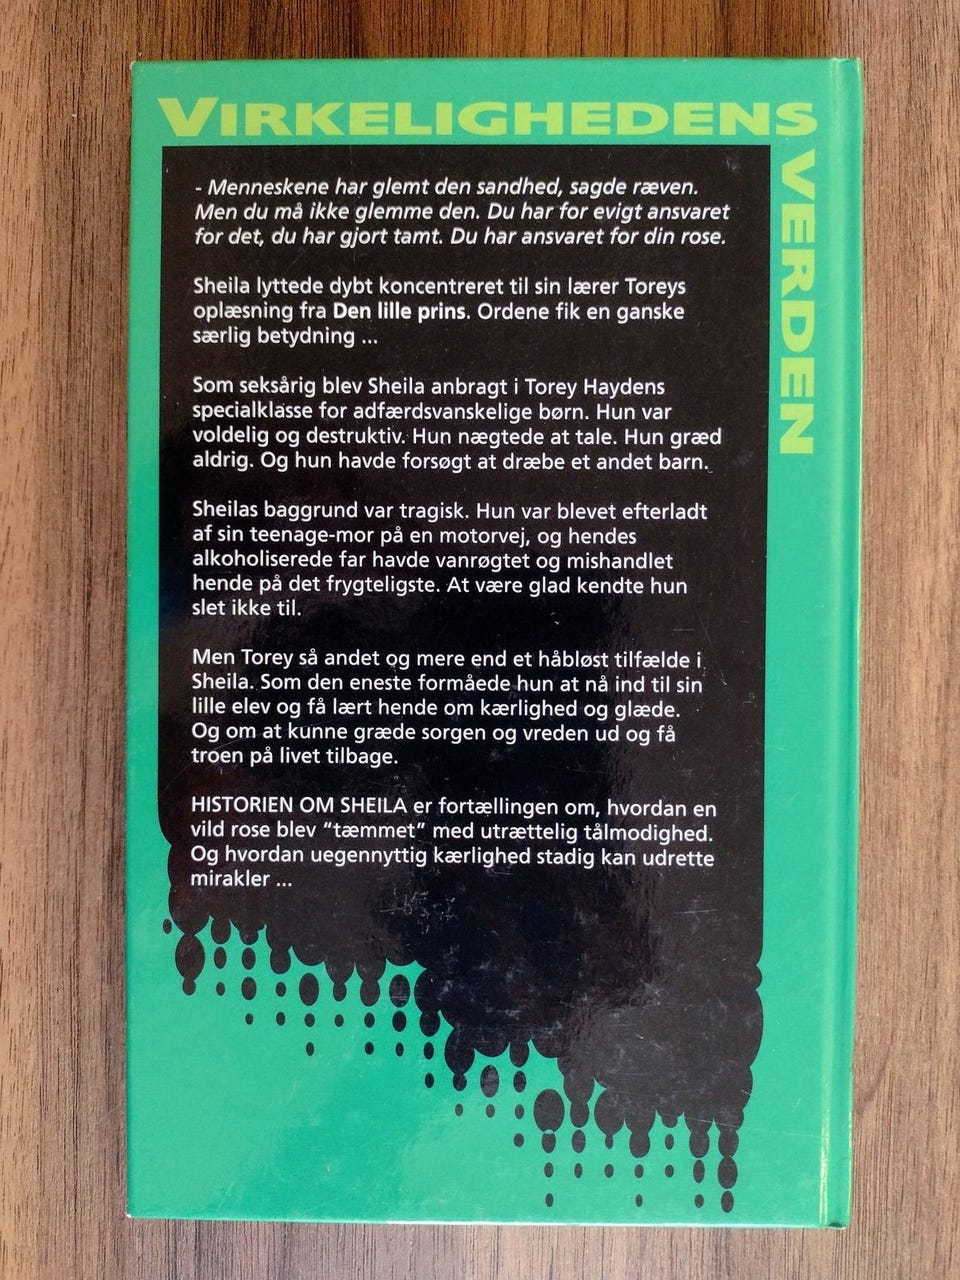 VIRKELIGHEDENS
VERDEN
- Menneskene har glemt den sandhed, sagde ræven.
Men du må ikke glemme den. Du har for evigt ansvaret
for det, du har gjort tamt. Du har ansvaret for din rose.
Sheila lyttede dybt koncentreret til sin lærer Toreys
oplæsning fra Den lille prins. Ordene fik en ganske
særlig betydning ...
Som seksårig blev Sheila anbragt i Torey Haydens
specialklasse for adfærdsvanskelige børn. Hun var
voldelig og destruktiv. Hun nægtede at tale. Hun græd
aldrig. Og hun havde forsøgt at dræbe et andet barn.
Sheilas baggrund var tragisk. Hun var blevet efterladt
af sin teenage-mor på en motorvej, og hendes
alkoholiserede far havde vanrøgtet og mishandlet
hende på det frygteligste. At være glad kendte hun
slet ikke til.
Men Torey så andet og mere end et håbløst tilfælde i
Sheila. Som den eneste formåede hun at nå ind til sin
lille elev og få lært hende om kærlighed og glæde.
Og om at kunne græde sorgen og vreden ud og få
troen på livet tilbage.
HISTORIEN OM SHEILA er fortællingen om, hvordan en
vild rose blev “tæmmet” med utrættelig tålmodighed.
Og hvordan uegennyttig kærlighed stadig kan udrette
mirakler ...